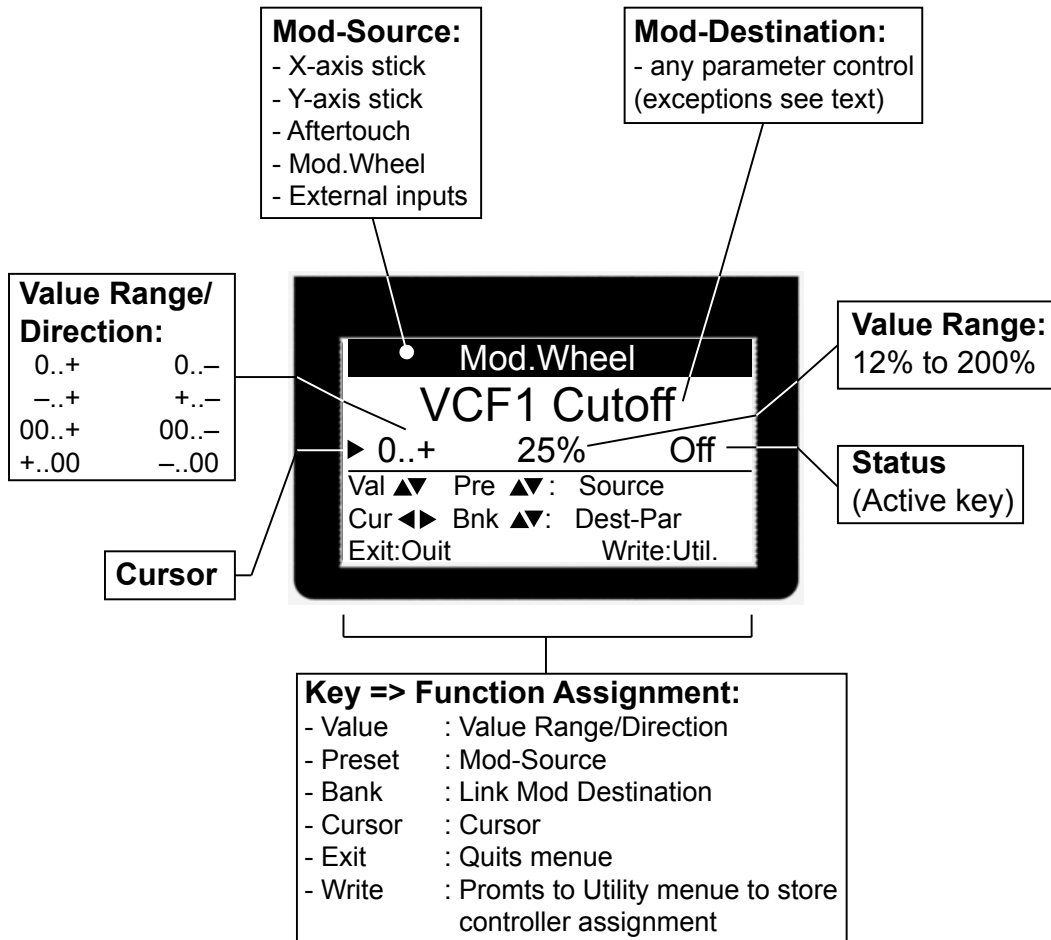 Mod-Source:
- X-axis stick
- Y-axis stick
- Aftertouch
- Mod.Wheel
- External inputs
Mod-Destination:
- any parameter control
(exceptions see text)
Value Range/
Direction:
0..+ 0..–
–..+ +..–
00..+ 00..–
+..00 –..00
Cursor
Mod.Wheel
VCF1 Cutoff
▶ 0..+ 25% Off
Val ▲▼ Pre ▲▼: Source
Cur ◀▶ Bnk ▲▼: Dest-Par
Exit:Ouit Write:Util.
Value Range:
12% to 200%
Status
(Active key)
Key => Function Assignment:
- Value : Value Range/Direction
- Preset : Mod-Source
- Bank : Link Mod Destination
- Cursor : Cursor
- Exit : Quits menue
- Write : Promts to Utility menue to store
controller assignment